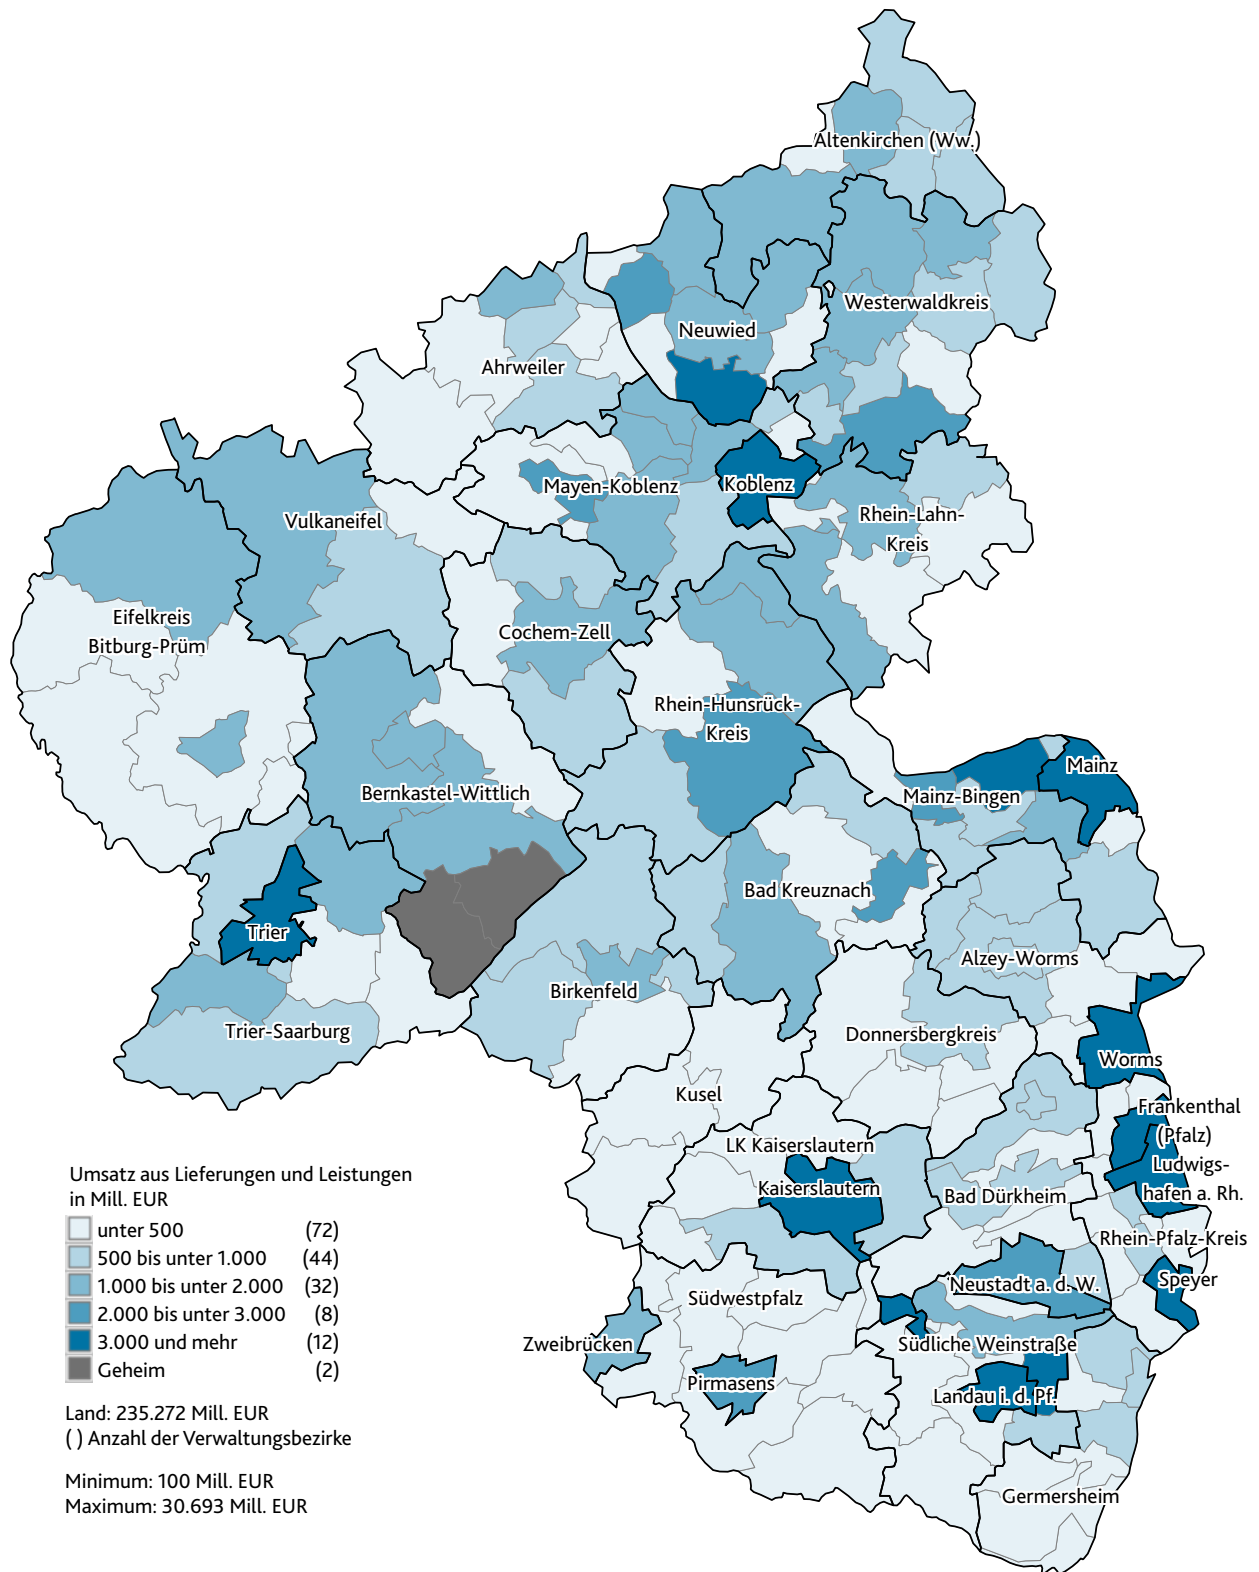 Altenkirchen (Ww.)
Westerwaldkreis
Neuwied
Ahrweiler
Mayen-Koblenz
Koblenz
Vulkaneifel
Rhein-Lahn-
Kreis
Eifelkreis
Bitburg-Prüm
Cochem-Zell
Rhein-Hunsrück-
Kreis
Mainz
Bernkastel-Wittlich
Mainz-Bingen
Bad Kreuznach
Trier
Alzey-Worms
Birkenfeld
Trier-Saarburg
Donnersbergkreis
Worms
Kusel
Frankenthal
(Pfalz)
LK Kaiserslautern
Ludwigs-
hafen a. Rh.
Kaiserslautern
Bad Dürkheim
Rhein-Pfalz-Kreis
Neustadt a. d. W.
Speyer
Südwestpfalz
Zweibrücken
Südliche Weinstraße
Pirmasens
Landau i. d. Pf.
Germersheim
Umsatz aus Lieferungen und Leistungen
in Mill. EUR
unter 500 (72)
500 bis unter 1.000 (44)
1.000 bis unter 2.000 (32)
2.000 bis unter 3.000 (8)
3.000 und mehr (12)
Geheim (2)
Land: 235.272 Mill. EUR
( ) Anzahl der Verwaltungsbezirke
Minimum: 100 Mill. EUR
Maximum: 30.693 Mill. EUR